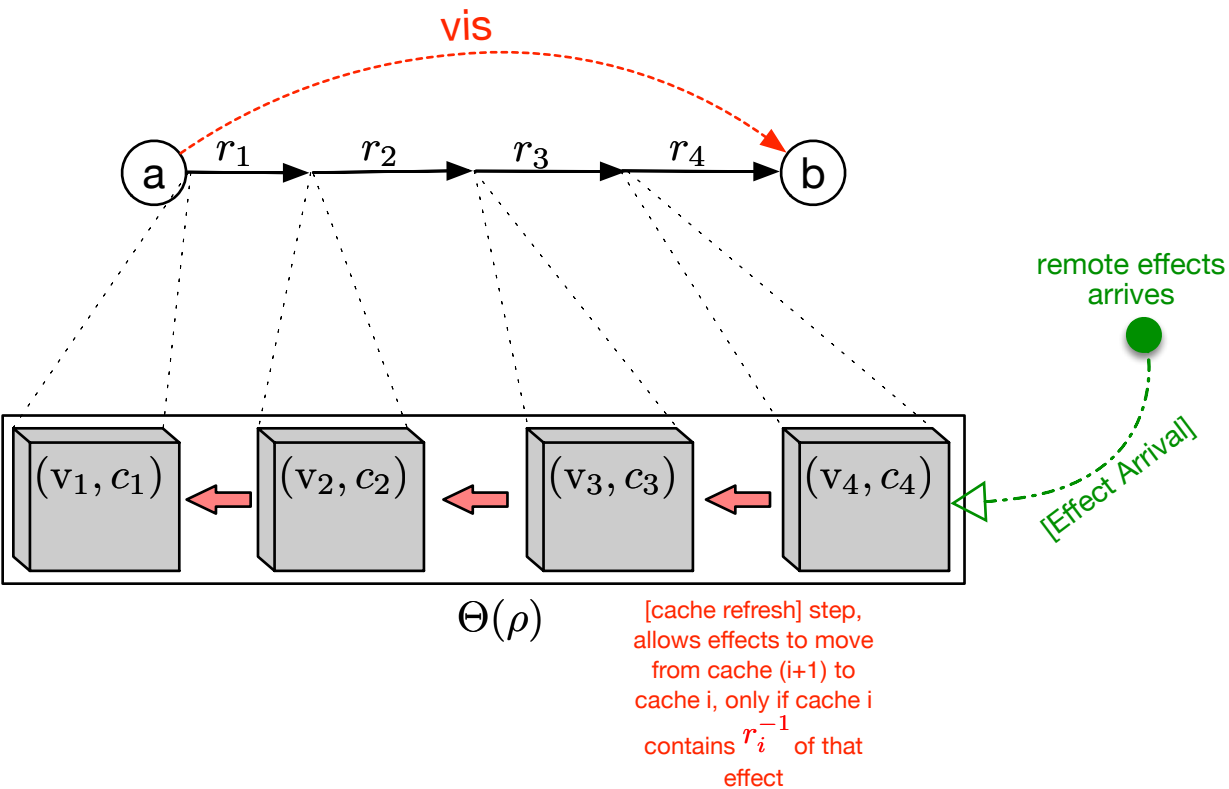 vis
a
r₁
r₂
r₃
r₄
b
remote effects
arrives
(v₁, c₁)
(v₂, c₂)
(v₃, c₃)
(v₄, c₄)
[Effect Arrival]
Θ(ρ)
[cache refresh] step,
allows effects to move
from cache (i+1) to
cache i, only if cache i
contains rᵢ⁻¹ of that
effect